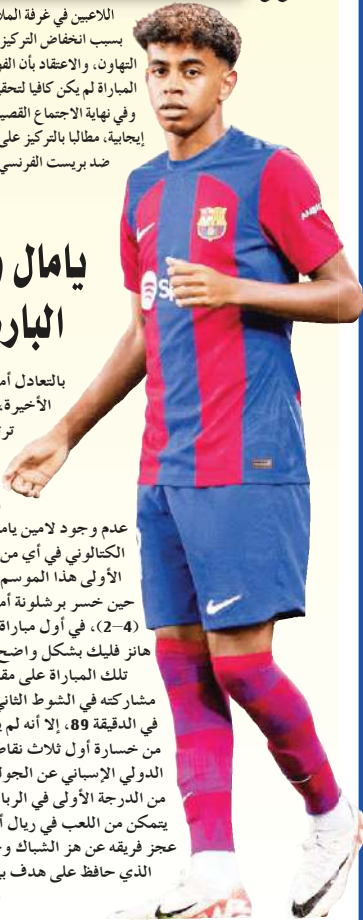 اللاعبين في غرفة الملا
بسبب انخفاض التركيز
التهاون، والاعتقاد بأن الفو
المباراة لم يكن كافيا لتحقي
وفي نهاية الاجتماع القصير
إيجابية، مطالبا بالتركيز على
ضد بريست الفرنسي
يامال
البار
بالتعادل أم
الأخيرة،
تر
عدم وجود لامين يام
الكتالوني في أي من
الأولى هذا الموسم
حين خسر برشلونة أم
(4–2)، في أول مباراة
هانز فليك بشكل واضح
تلك المباراة على مق
مشاركته في الشوط الثاني
في الدقيقة 89، إلا أنه لم ي
من خسارة أول ثلاث نقاط
الدولي الإسباني عن الجول
من الدرجة الأولى في الربا
يتمكن من اللعب في ريال أ
عجز فريقه عن هز الشباك و
الذي حافظ على هدف ب